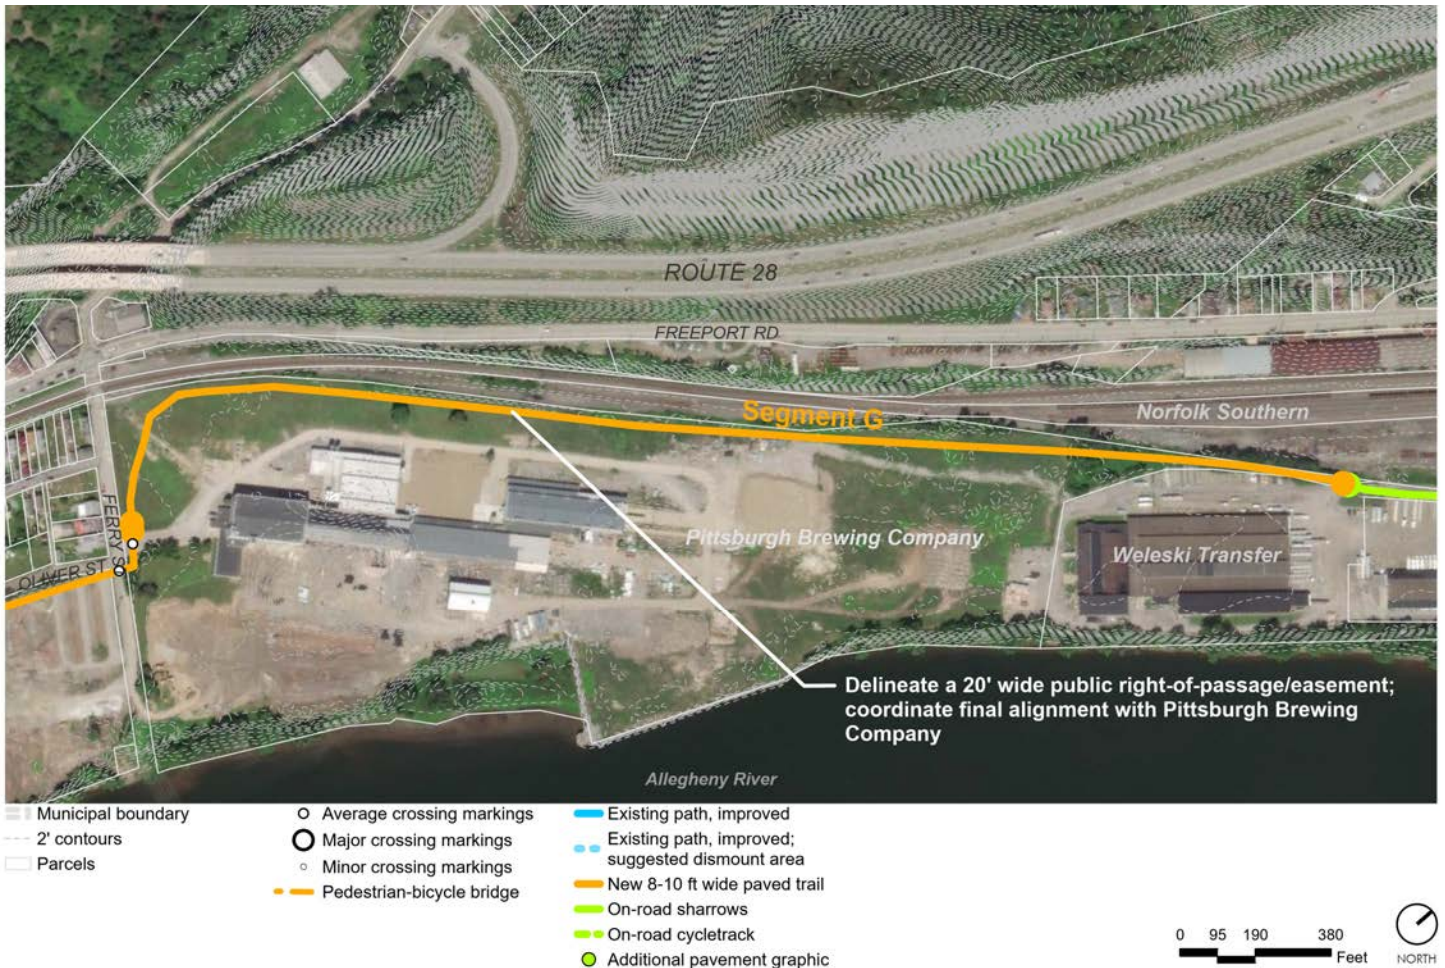 ROUTE 28
FREEPORT RD
Segment G
Norfolk Southern
FERRY S
OLIVER ST
Pittsburgh Brewing Company
Weleski Transfer
Delineate a 20' wide public right-of-passage/easement;
coordinate final alignment with Pittsburgh Brewing
Company
Allegheny River
Municipal boundary
2' contours
Parcels
Average crossing markings
Major crossing markings
Minor crossing markings
Pedestrian-bicycle bridge
Existing path, improved
Existing path, improved;
suggested dismount area
New 8-10 ft wide paved trail
On-road sharrows
On-road cycletrack
Additional pavement graphic
0 95 190 380
Feet
NORTH